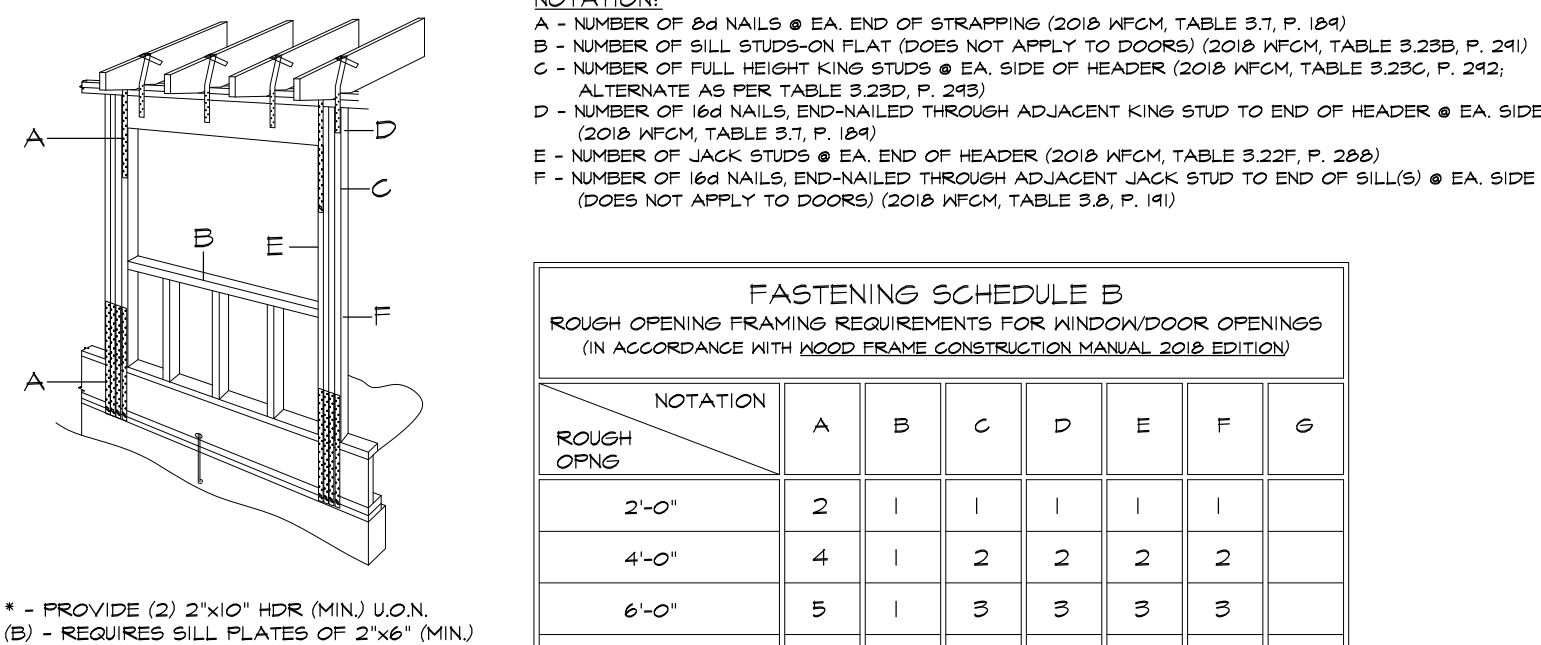 NOTATION:
A - NUMBER OF 8d NAILS @ EA. END OF STRAPPING (2018 WFCM, TABLE 3.7, P. 189)
B - NUMBER OF SILL STUDS-ON FLAT (DOES NOT APPLY TO DOORS) (2018 WFCM, TABLE 3.23B, P. 291)
C - NUMBER OF FULL HEIGHT KING STUDS @ EA. SIDE OF HEADER (2018 WFCM, TABLE 3.23C, P. 292;
ALTERNATE AS PER TABLE 3.23D, P. 293)
D - NUMBER OF 16d NAILS, END-NAILED THROUGH ADJACENT KING STUD TO END OF HEADER @ EA. SIDE
(2018 WFCM, TABLE 3.7, P. 189)
E - NUMBER OF JACK STUDS @ EA. END OF HEADER (2018 WFCM, TABLE 3.22F, P. 288)
F - NUMBER OF 16d NAILS, END-NAILED THROUGH ADJACENT JACK STUD TO END OF SILL(S) @ EA. SIDE
(DOES NOT APPLY TO DOORS) (2018 WFCM, TABLE 3.8, P. 191)
A
D
C
B
E
F
A
* - PROVIDE (2) 2"x10" HDR (MIN.) U.O.N.
(B) - REQUIRES SILL PLATES OF 2"x6" (MIN.)
FASTENING SCHEDULE B
ROUGH OPENING FRAMING REQUIREMENTS FOR WINDOW/DOOR OPENINGS
(IN ACCORDANCE WITH WOOD FRAME CONSTRUCTION MANUAL 2018 EDITION)
NOTATION
ROUGH
OPNG
A B C D E F G
2'-0" 2 1 1 1 1 1
4'-0" 4 1 2 2 2 2
6'-0" 5 1 3 3 3 3